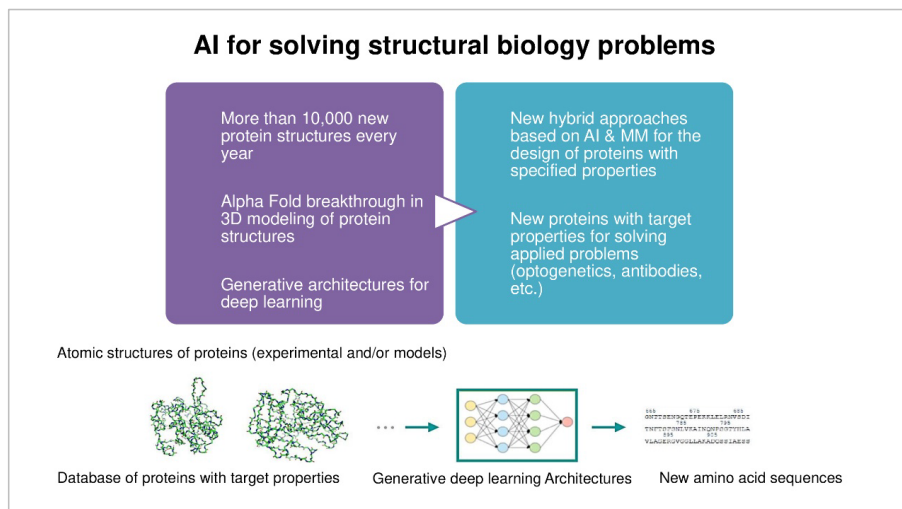 AI for solving structural biology problems
More than 10,000 new
protein structures every
year
Alpha Fold breakthrough in
3D modeling of protein
structures
Generative architectures for
deep learning
New hybrid approaches
based on AI & MM for the
design of proteins with
specified properties
New proteins with target
properties for solving
applied problems
(optogenetics, antibodies,
etc.)
Atomic structures of proteins (experimental and/or models)
Database of proteins with target properties
Generative deep learning Architectures
New amino acid sequences